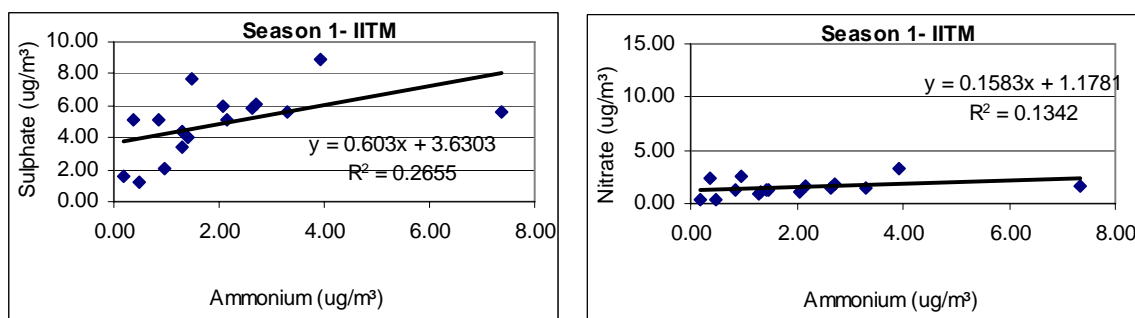 Season 1- IITM
Sulphate (ug/m³)
10.00
8.00
6.00
4.00
2.00
0.00
y = 0.603x + 3.6303
R² = 0.2655
0.00 2.00 4.00 6.00 8.00
Ammonium (ug/m³)
Season 1- IITM
Nitrate (ug/m³)
15.00
10.00
5.00
0.00
y = 0.1583x + 1.1781
R² = 0.1342
0.00 2.00 4.00 6.00 8.00
Ammonium (ug/m³)